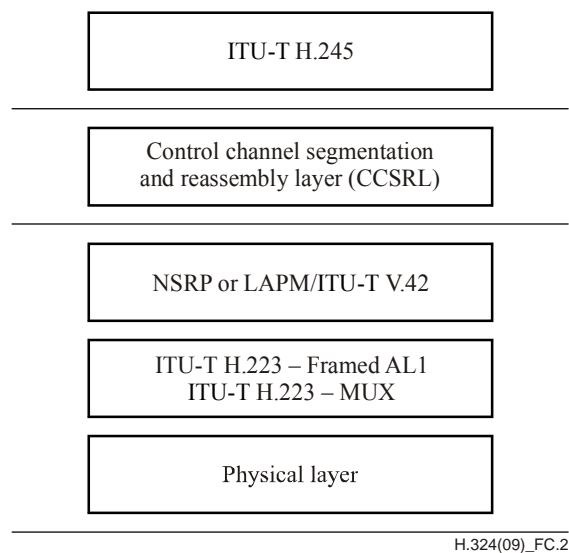 ITU-T H.245
Control channel segmentation
and reassembly layer (CCSRL)
NSRP or LAPM/ITU-T V.42
ITU-T H.223 – Framed AL1
ITU-T H.223 – MUX
Physical layer
H.324(09)_FC.2